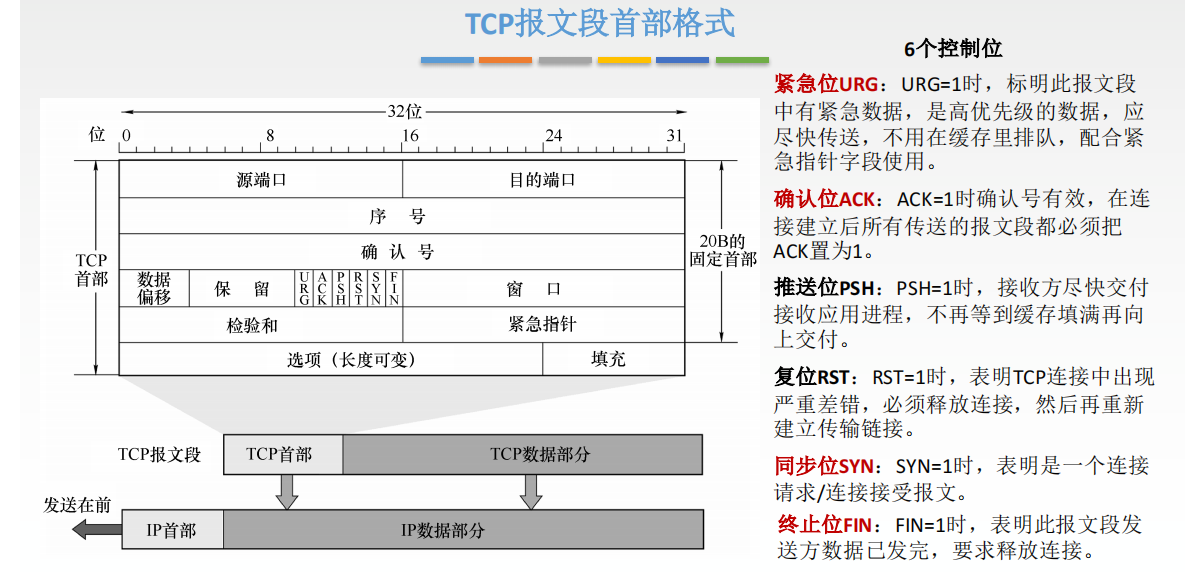 TCP报文段首部格式
6个控制位
紧急位URG：URG=1时，标明此报文段
中有紧急数据，是高优先级的数据，应
尽快传送，不用在缓存里排队，配合紧
急指针字段使用。
确认位ACK：ACK=1时确认号有效，在连
接建立后所有传送的报文段都必须把
ACK置为1。
推送位PSH：PSH=1时，接收方尽快交付
接收应用进程，不再等到缓存填满再向
上交付。
复位RST：RST=1时，表明TCP连接中出现
严重差错，必须释放连接，然后再重新
建立传输链接。
同步位SYN：SYN=1时，表明是一个连接
请求/连接接受报文。
终止位FIN：FIN=1时，表明此报文段发
送方数据已发完，要求释放连接。
32位
位 0 8 16 24 31
源端口 目的端口
序 号
确 认 号
TCP
首部
20B的
固定首部
数据
偏移
保 留
URG
ACK
PSH
RST
SYN
FIN
窗 口
检验和 紧急指针
选项（长度可变） 填充
TCP报文段 TCP首部 TCP数据部分
发送在前
IP首部 IP数据部分